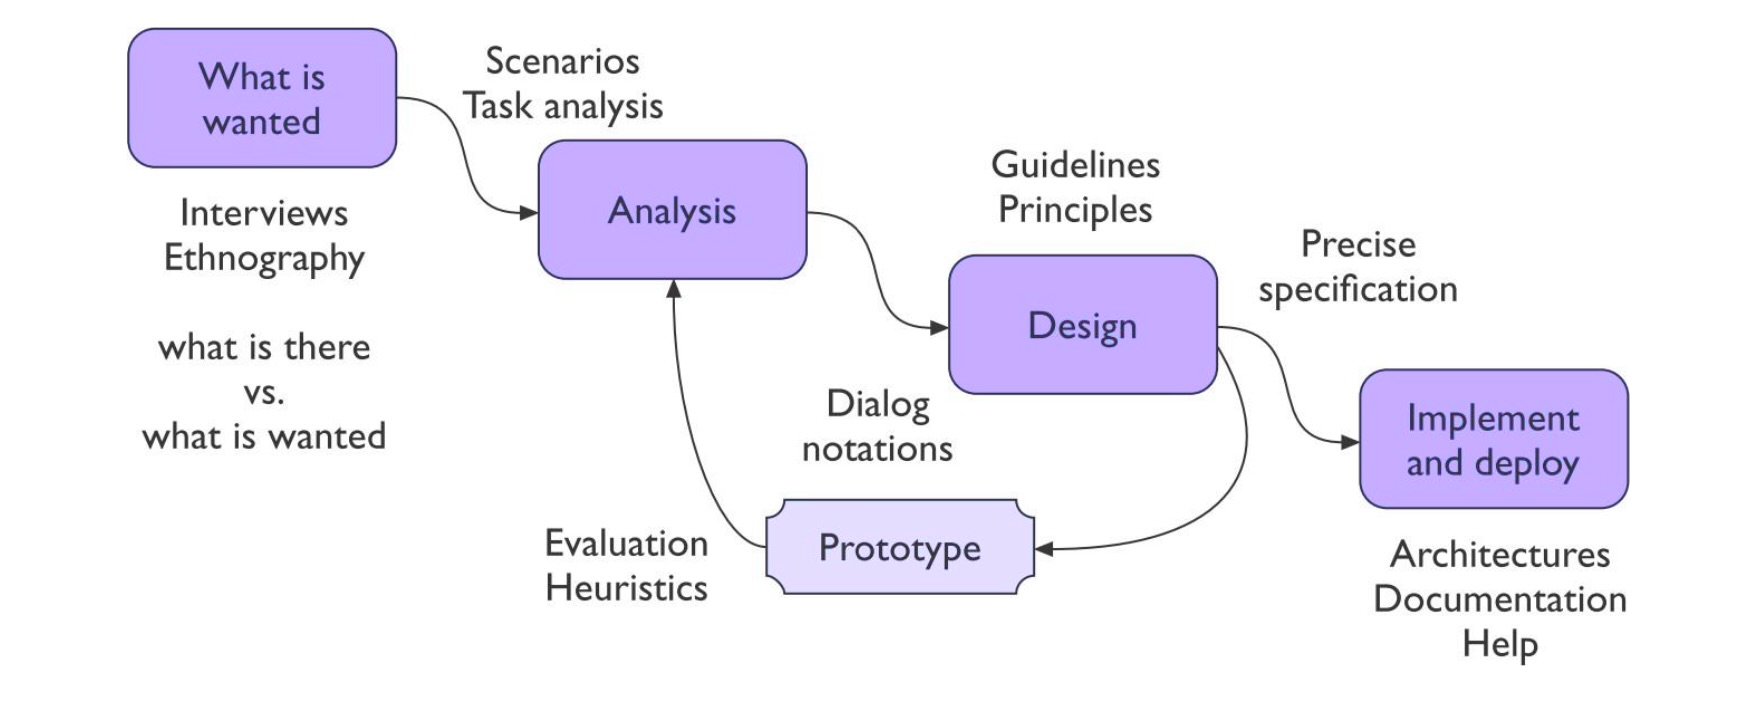 What is
wanted
Scenarios
Task analysis
Interviews
Ethnography
what is there
vs.
what is wanted
Analysis
Guidelines
Principles
Design
Precise
specification
Dialog
notations
Prototype
Evaluation
Heuristics
Implement
and deploy
Architectures
Documentation
Help